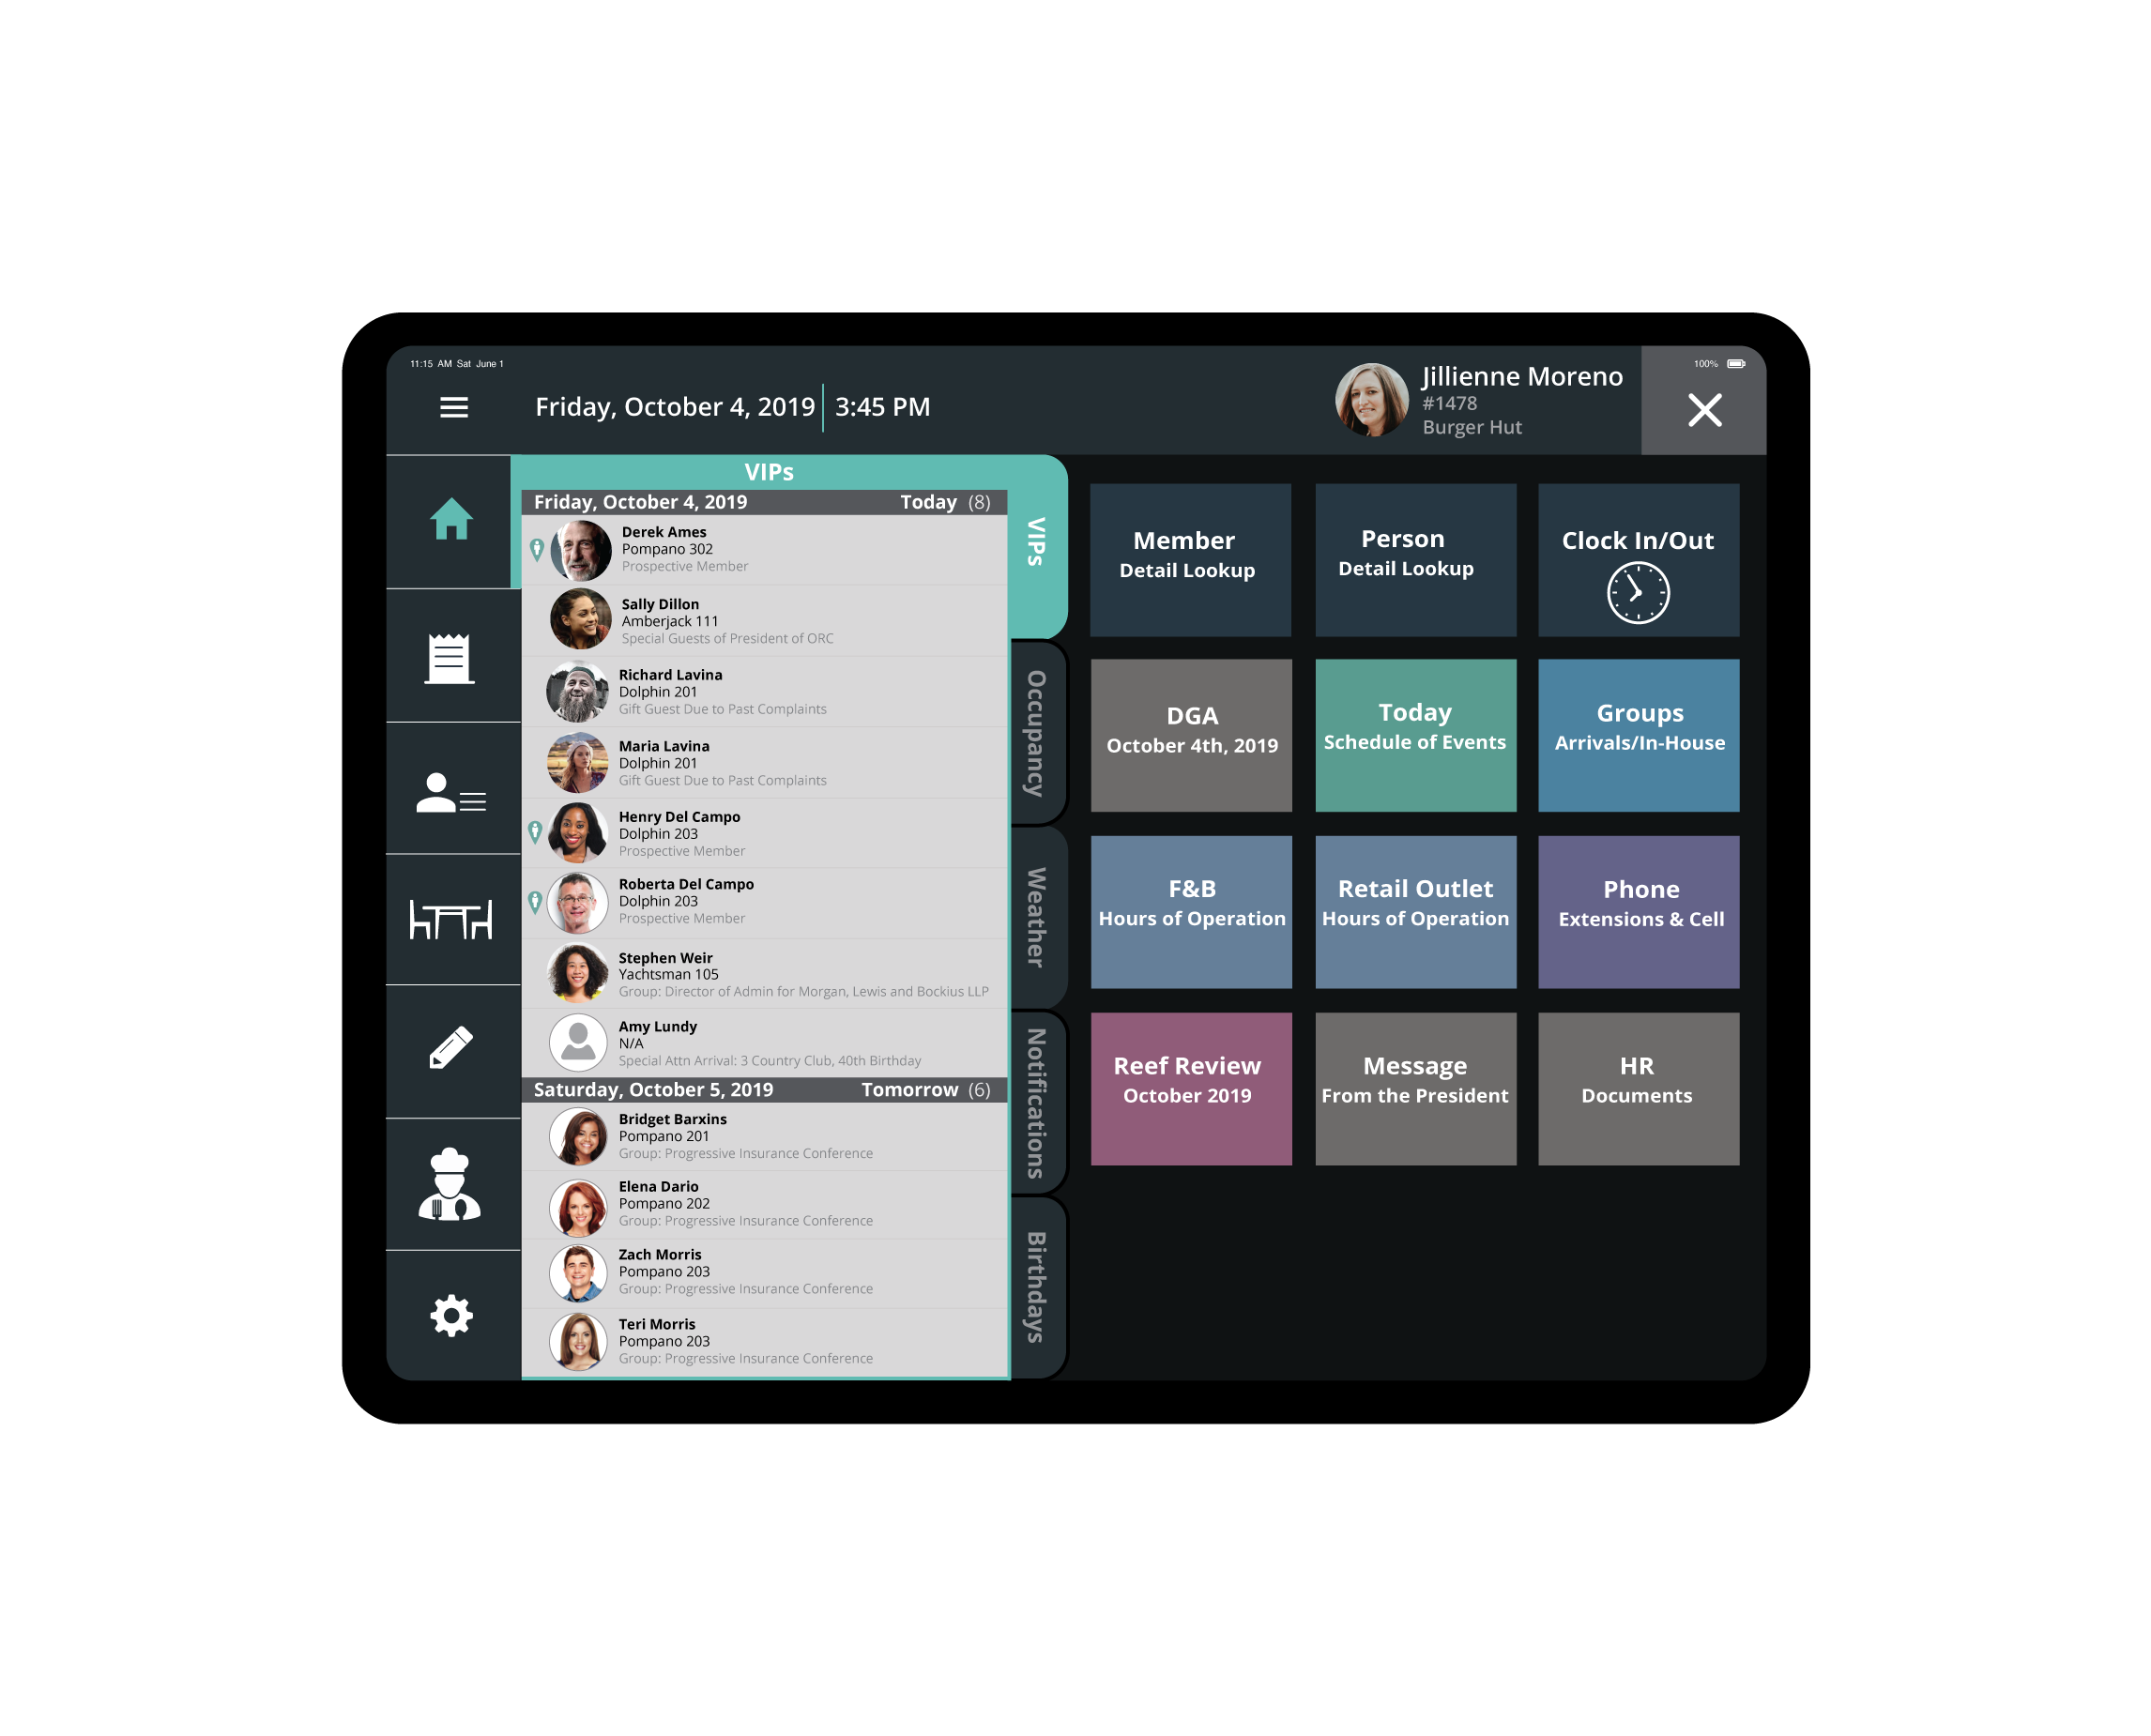 11:15 AM Sat June 1
100%
Friday, October 4, 2019 3:45 PM
Jillienne Moreno
#1478
Burger Hut
VIPs
Friday, October 4, 2019 Today (8)
Derek Ames
Pompano 302
Prospective Member
Sally Dillon
Amberjack 111
Special Guests of President of ORC
Richard Lavina
Dolphin 201
Gift Guest Due to Past Complaints
Maria Lavina
Dolphin 201
Gift Guest Due to Past Complaints
Henry Del Campo
Dolphin 203
Prospective Member
Roberta Del Campo
Dolphin 203
Prospective Member
Stephen Weir
Yachtsman 105
Group: Director of Admin for Morgan, Lewis and Bockius LLP
Amy Lundy
N/A
Special Attn Arrival: 3 Country Club, 40th Birthday
Saturday, October 5, 2019 Tomorrow (6)
Bridget Barxins
Pompano 201
Group: Progressive Insurance Conference
Elena Dario
Pompano 202
Group: Progressive Insurance Conference
Zach Morris
Pompano 203
Group: Progressive Insurance Conference
Teri Morris
Pompano 203
Group: Progressive Insurance Conference
VIPs
Occupancy
Weather
Notifications
Birthdays
Member
Detail Lookup
Person
Detail Lookup
Clock In/Out
DGA
October 4th, 2019
Today
Schedule of Events
Groups
Arrivals/In-House
F&B
Hours of Operation
Retail Outlet
Hours of Operation
Phone
Extensions & Cell
Reef Review
October 2019
Message
From the President
HR
Documents